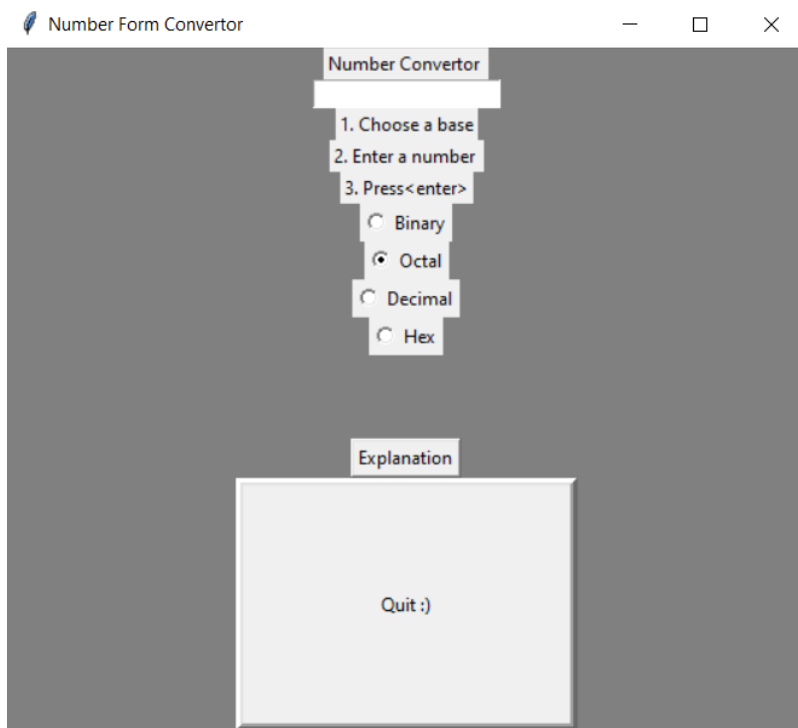 Number Form Convertor
Number Convertor
1. Choose a base
2. Enter a number
3. Press<enter>
Binary
Octal
Decimal
Hex
Explanation
Quit :)